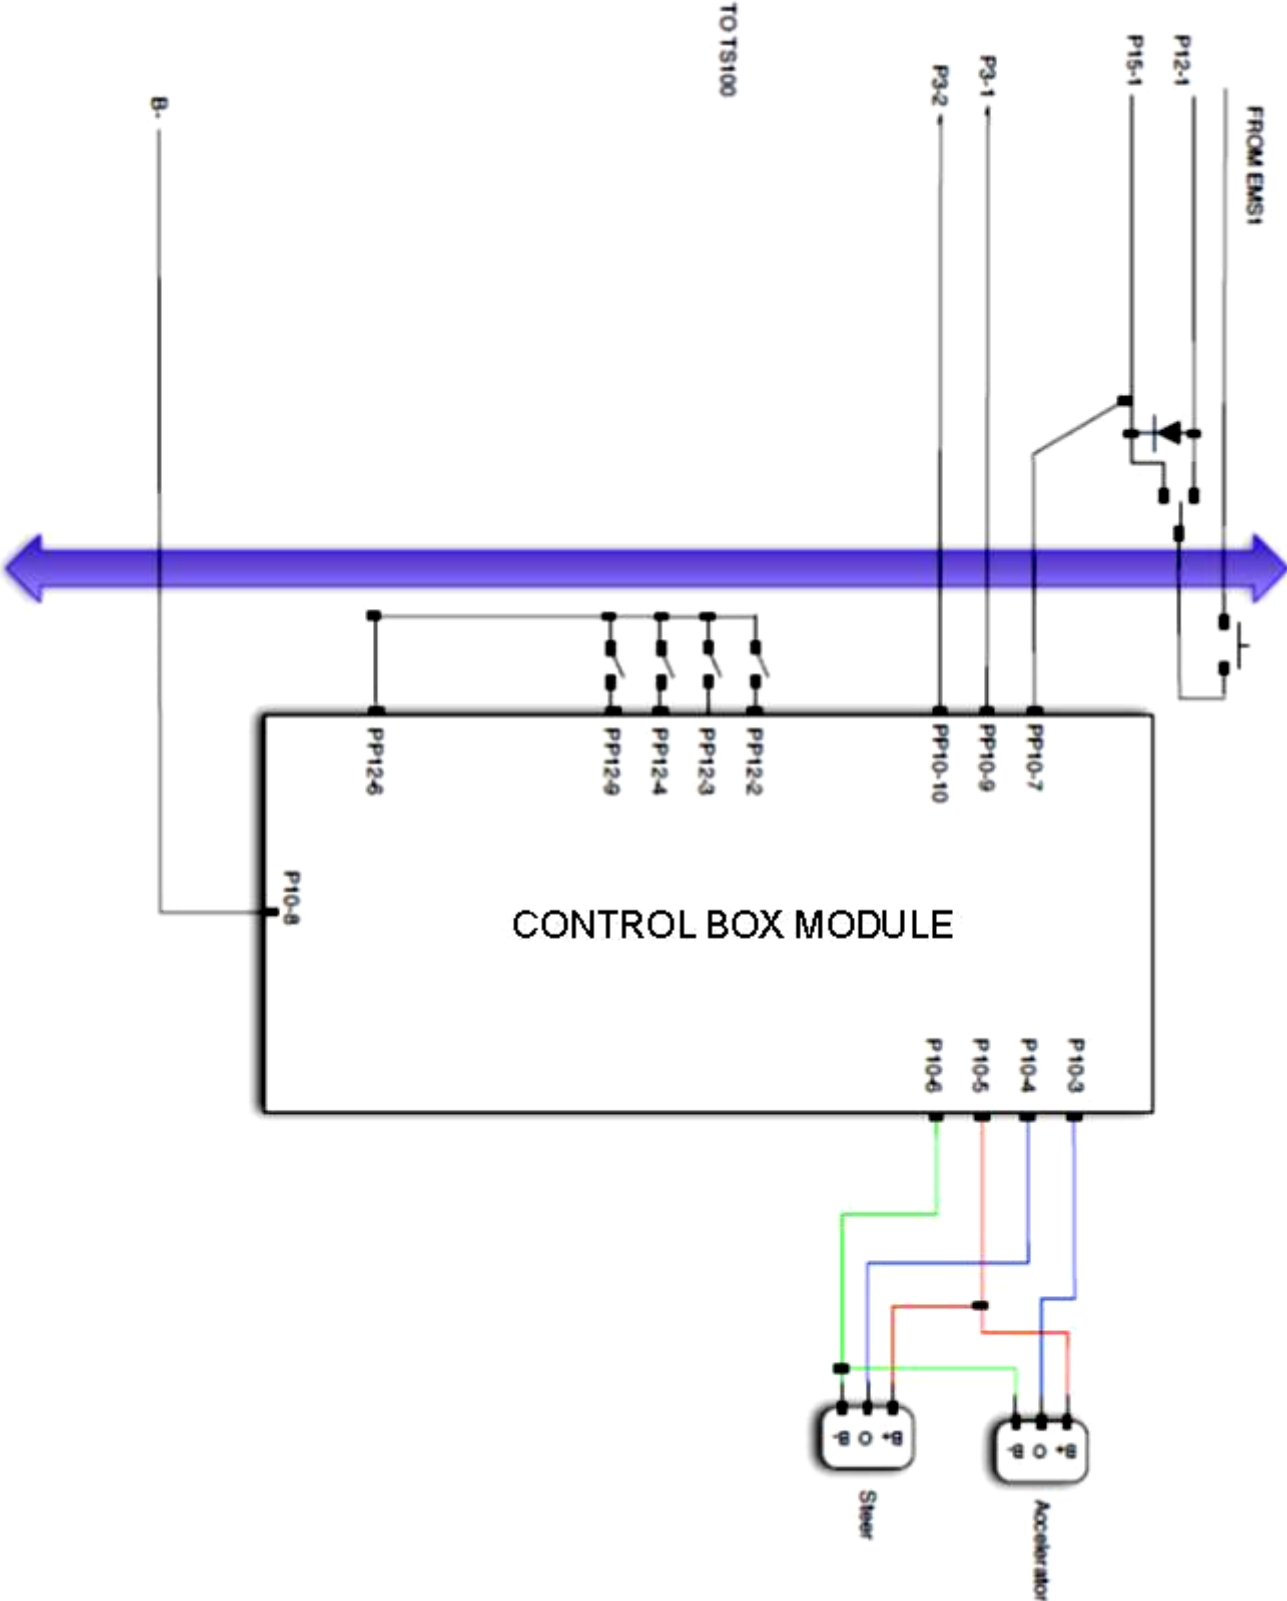 TO TS100
P15-1
P12-1
P3-1
P3-2
B-
FROM EMS1
PP12-6
PP12-9
PP12-4
PP12-3
PP12-2
PP10-10
PP10-9
PP10-7
P10-8
CONTROL BOX MODULE
P10-6
P10-5
P10-4
P10-3
-B O +B
-B O +B
Steer
Accelerator